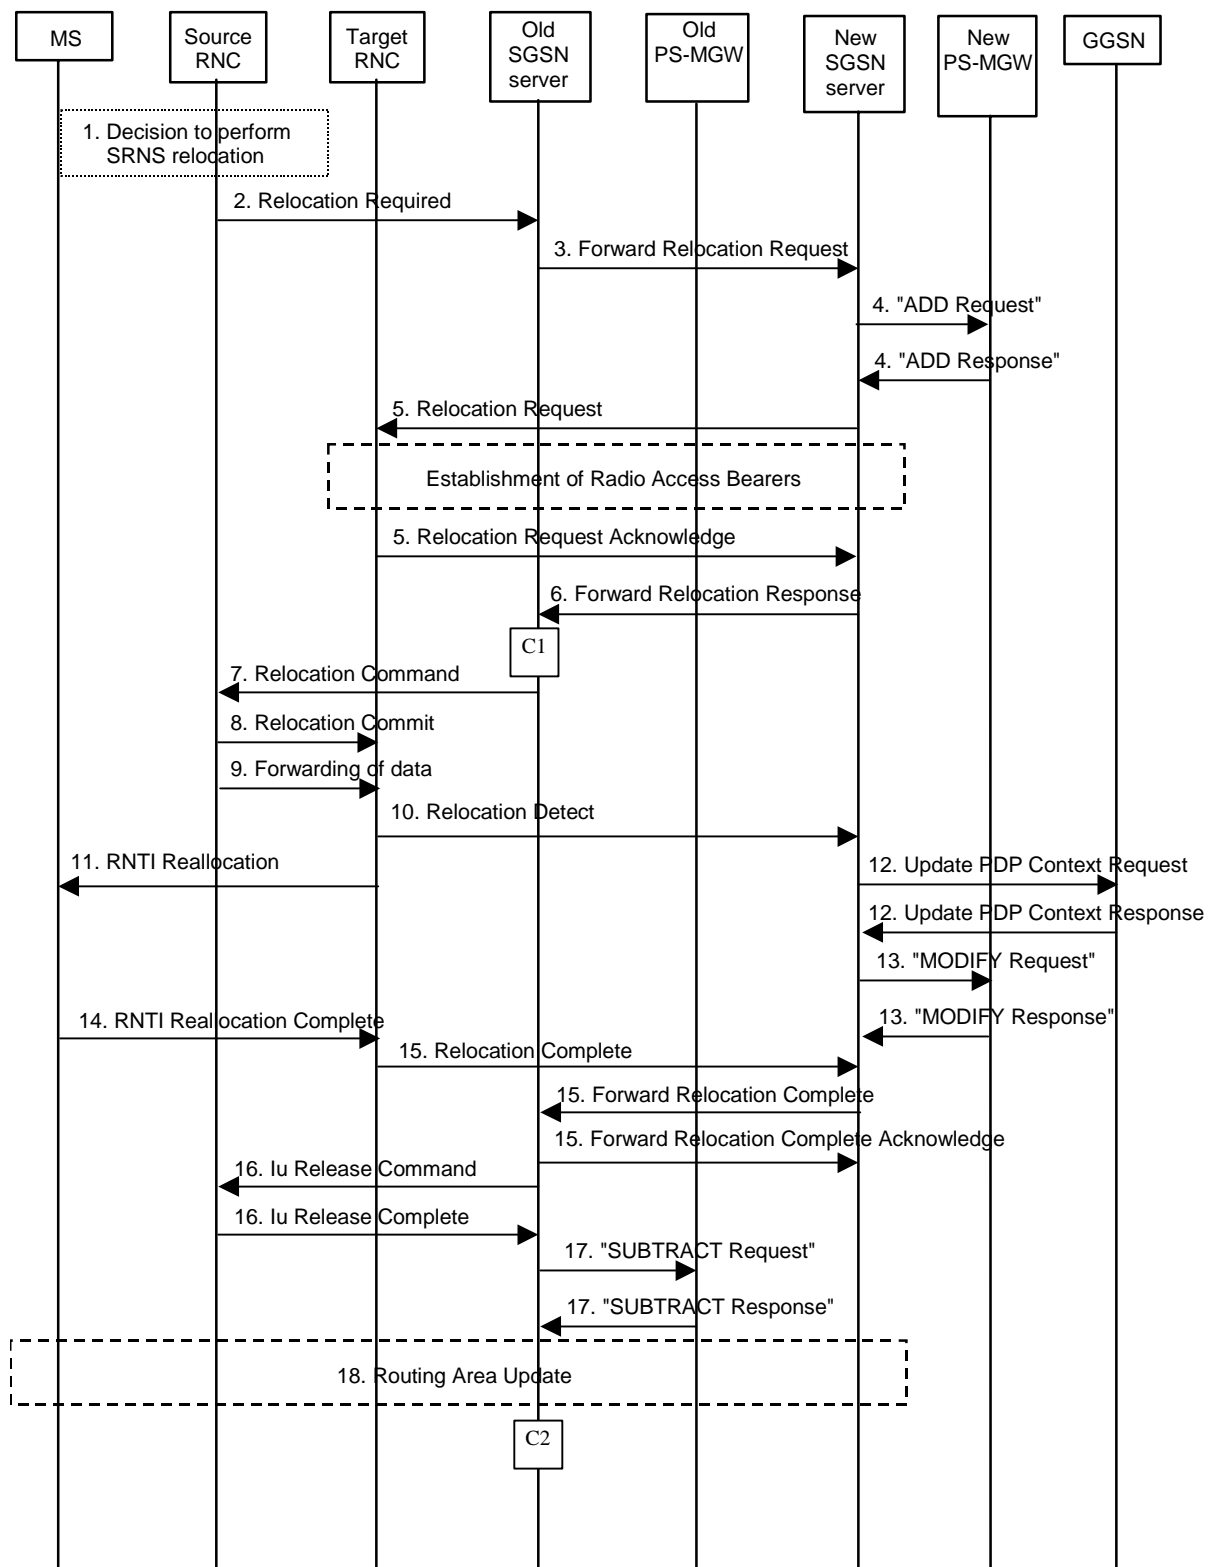 MS
Source
RNC
Target
RNC
Old
SGSN
server
Old
PS-MGW
New
SGSN
server
New
PS-MGW
GGSN
1. Decision to perform
SRNS relocation
2. Relocation Required
3. Forward Relocation Request
4. "ADD Request"
4. "ADD Response"
5. Relocation Request
Establishment of Radio Access Bearers
5. Relocation Request Acknowledge
6. Forward Relocation Response
C1
7. Relocation Command
8. Relocation Commit
9. Forwarding of data
10. Relocation Detect
11. RNTI Reallocation
12. Update PDP Context Request
12. Update PDP Context Response
13. "MODIFY Request"
14. RNTI Reallocation Complete
13. "MODIFY Response"
15. Relocation Complete
15. Forward Relocation Complete
15. Forward Relocation Complete Acknowledge
16. Iu Release Command
16. Iu Release Complete
17. "SUBTRACT Request"
17. "SUBTRACT Response"
18. Routing Area Update
C2